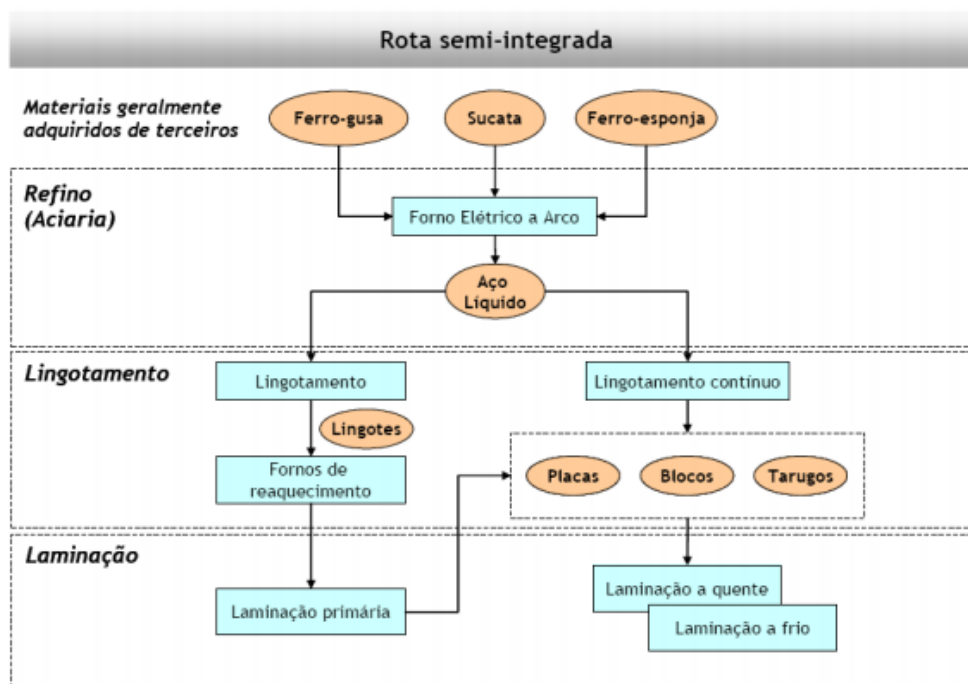 Rota semi-integrada
Materiais geralmente
adquiridos de terceiros
Ferro-gusa
Sucata
Ferro-esponja
Refino
(Aciaria)
Forno Elétrico a Arco
Aço
Líquido
Lingotamento
Lingotamento
Lingotamento contínuo
Lingotes
Fornos de
reaquecimento
Placas
Blocos
Tarugos
Laminação
Laminação primária
Laminação a quente
Laminação a frio